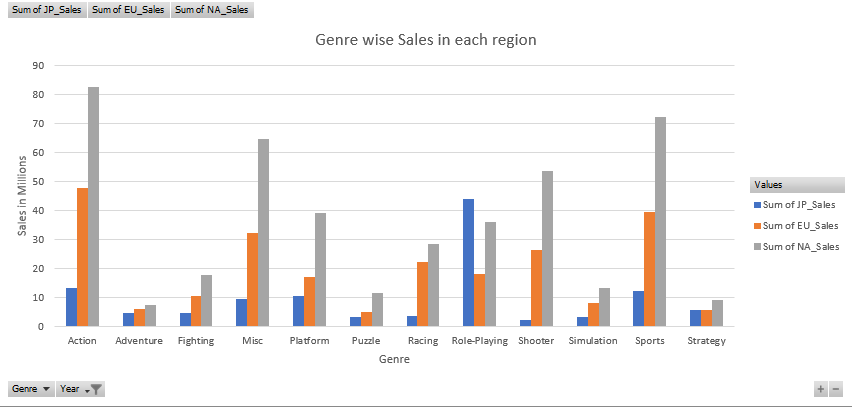 Sum of JP_Sales Sum of EU_Sales Sum of NA_Sales
Genre wise Sales in each region
90
80
70
60
50
40
30
20
10
0
Sales in Millions
Action Adventure Fighting Misc Platform Puzzle Racing Role-Playing Shooter Simulation Sports Strategy
Genre
Values
Sum of JP_Sales
Sum of EU_Sales
Sum of NA_Sales
Genre Year
+ −